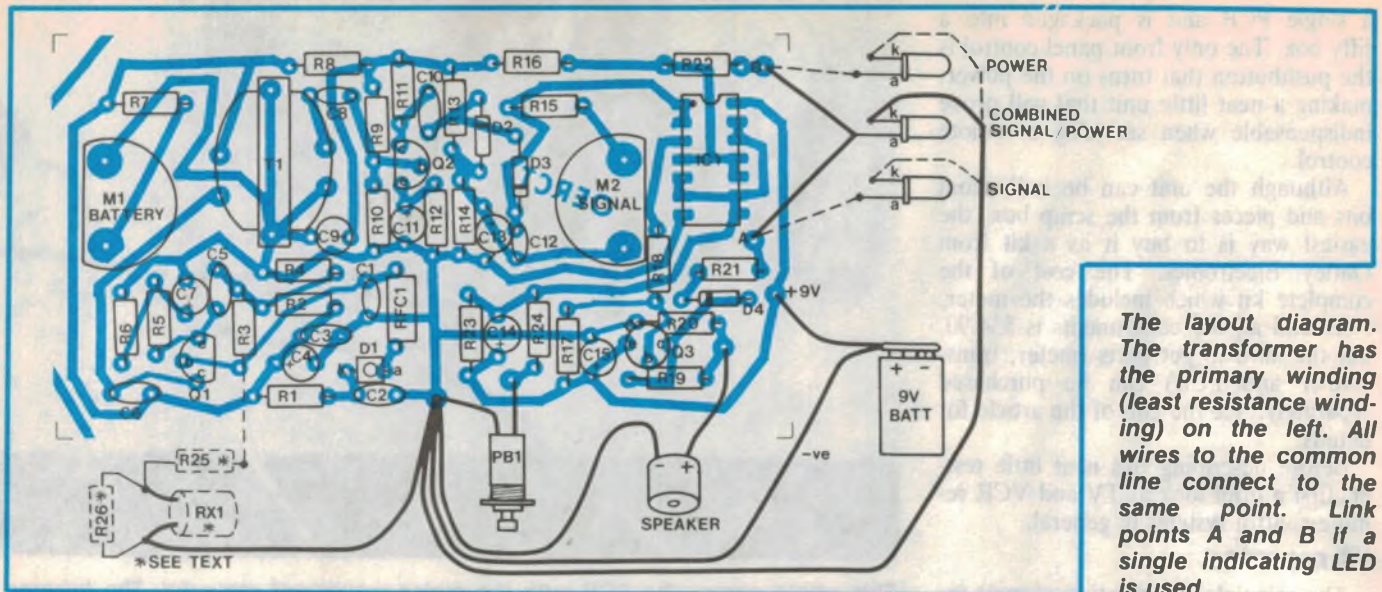 R8
R16
R22
B
POWER
k
a
R7
C10
R11
R13
R15
C8
R9
D2
COMBINED
SIGNAL/POWER
k
a
T1
Q2
D3
IC1
M1
BATTERY
M2
SIGNAL
SIGNAL
k
a
R10
C11
R12
R14
C13
C12
C9
A
R18
R21
C5
R4
C1
+9V
C7
R2
RFC1
D4
R6
R5
R3
C3
R23
C14
+
R24
R17
C15
R20
Q3
C4
+
D1
k
a
R19
C6
Q1
R1
C2
+ -
9V
BATT
R25 *
PB1
-ve
R26*
RX1
*
- +
SPEAKER
*SEE TEXT
The layout diagram.
The transformer has
the primary winding
(least resistance wind-
ing) on the left. All
wires to the common
line connect to the
same point. Link
points A and B if a
single indicating LED
is used.